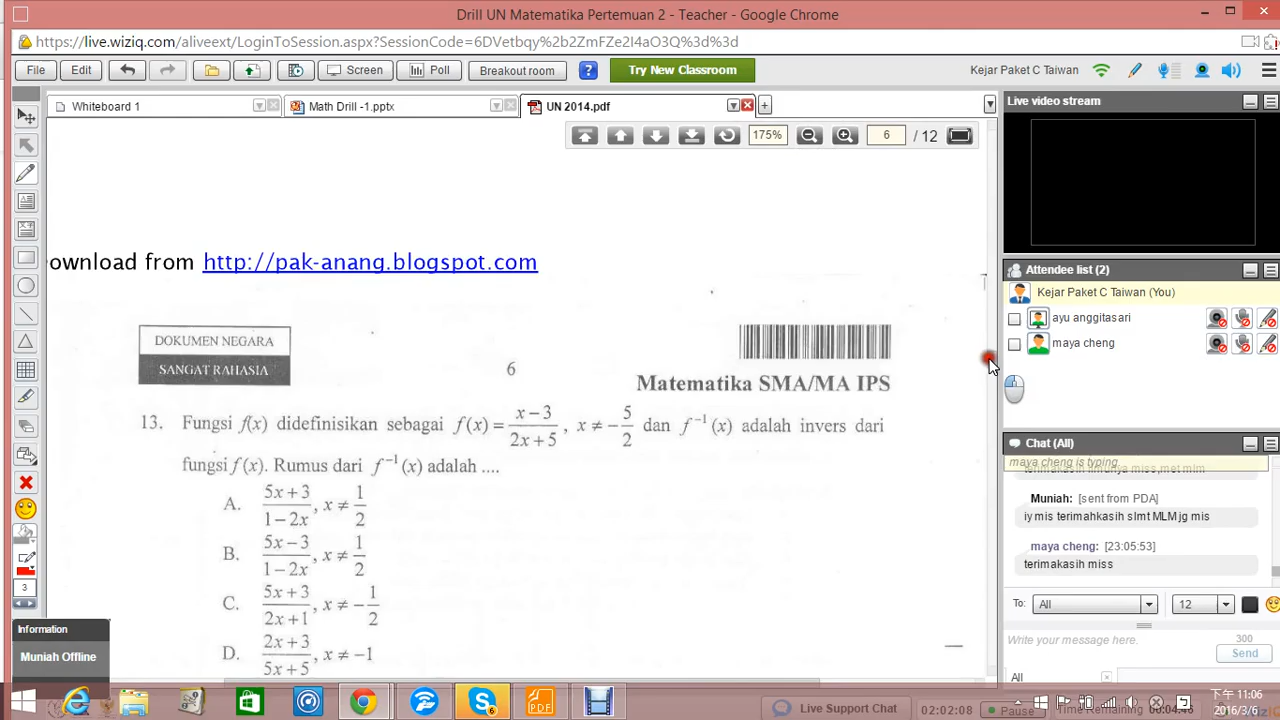 Drill UN Matematika Pertemuan 2 - Teacher - Google Chrome
https://live.wiziq.com/aliveext/LoginToSession.aspx?SessionCode=6DVetbqy%2b2ZmFZe2I4aO3Q%3d%3d
File Edit Screen Poll Breakout room ? Try New Classroom Kejar Paket C Taiwan
Whiteboard 1 Math Drill -1.pptx UN 2014.pdf
175% 6 / 12
ownload from http://pak-anang.blogspot.com
DOKUMEN NEGARA
SANGAT RAHASIA
6
Matematika SMA/MA IPS
13. Fungsi f(x) didefinisikan sebagai f(x) = (x−3)/(2x+5), x ≠ −5/2 dan f⁻¹(x) adalah invers dari
fungsi f(x). Rumus dari f⁻¹(x) adalah ....
A. (5x+3)/(1−2x), x ≠ 1/2
B. (5x−3)/(1−2x), x ≠ 1/2
C. (5x+3)/(2x+1), x ≠ −1/2
D. (2x+3)/(5x+5), x ≠ −1
3
Information
Muniah Offline
Live video stream
Attendee list (2)
Kejar Paket C Taiwan (You)
ayu anggitasari
maya cheng
Chat (All)
maya cheng is typing
Muniah: [sent from PDA]
iy mis terimahkasih slmt MLM jg mis
maya cheng: [23:05:53]
terimakasih miss
To: All 12
Write your message here. 300
Send
All
Live Support Chat 02:02:08 Pause Time Remaining
下午 11:06
2016/3/6